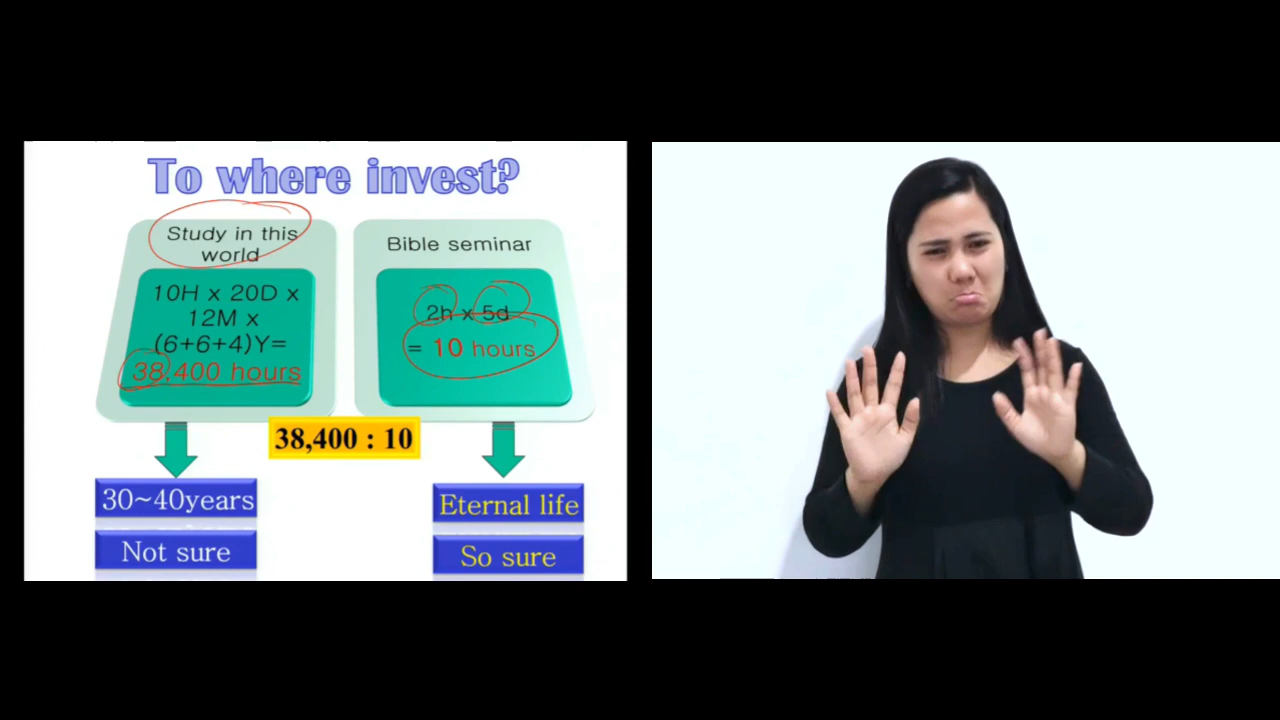 To where invest?
Study in this
world
10H x 20D x
12M x
(6+6+4)Y=
38,400 hours
Bible seminar
2h x 5d
= 10 hours
38,400 : 10
30~40years
Not sure
Eternal life
So sure